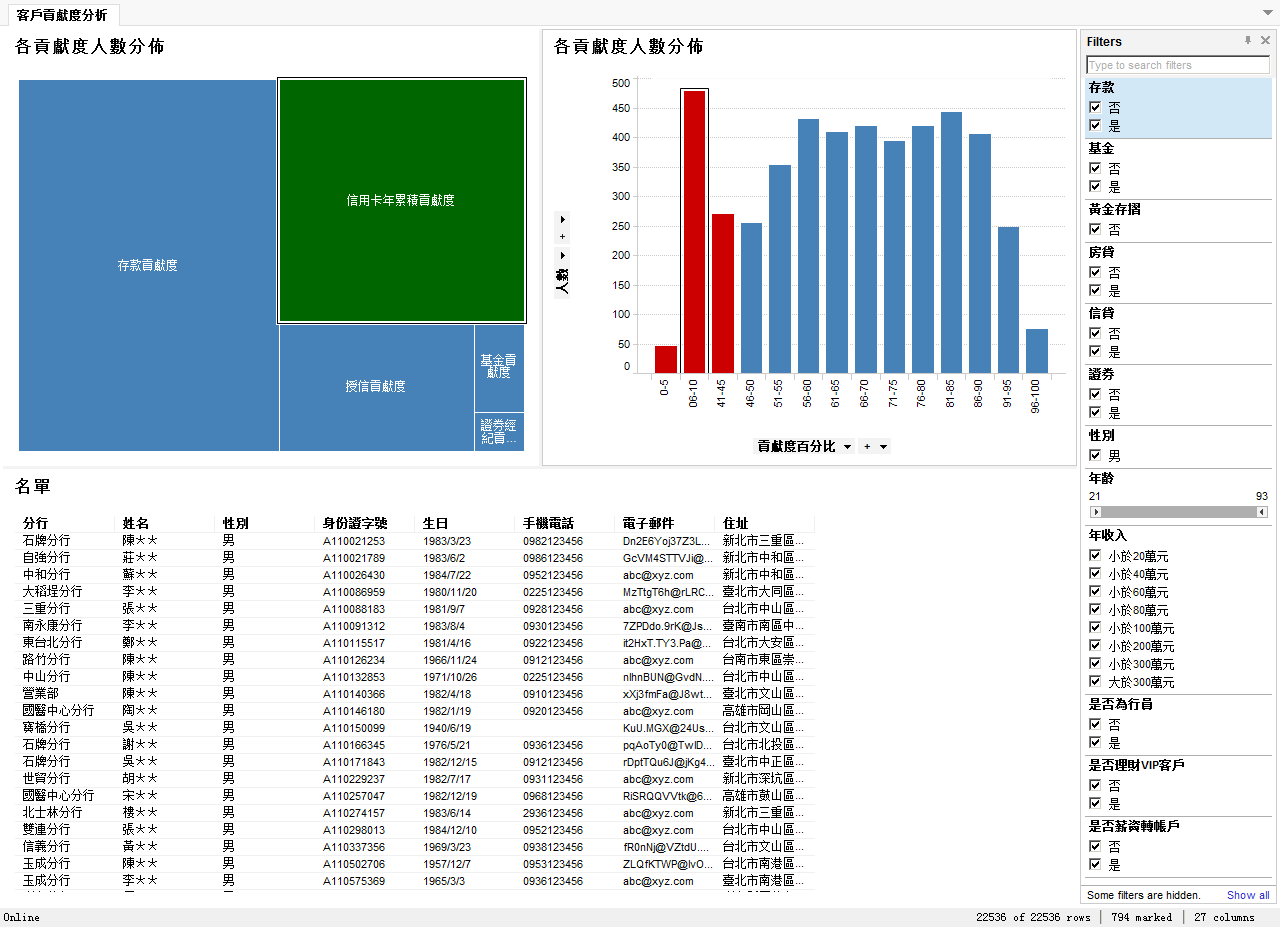 客戶貢獻度分析
各貢獻度人數分佈
存款貢獻度
信用卡年累積貢獻度
授信貢獻度
基金貢
獻度
證券經
紀貢...
各貢獻度人數分佈
500
450
400
350
300
250
200
150
100
50
0
+
人數
0-5
06-10
41-45
46-50
51-55
56-60
61-65
66-70
71-75
76-80
81-85
86-90
91-95
96-100
貢獻度百分比 +
名單
分行 姓名 性別 身份證字號 生日 手機電話 電子郵件 住址
石牌分行 陳** 男 A110021253 1983/3/23 0982123456 Dn2E6Yoj37Z3L... 新北市三重區...
自強分行 莊** 男 A110021789 1983/6/2 0986123456 GcVM4STTVJi@... 新北市中和區...
中和分行 蘇** 男 A110026430 1984/7/22 0952123456 abc@xyz.com 新北市中和區...
大稻埕分行 李** 男 A110086959 1980/11/20 0225123456 MzTtgT6h@rLRC... 臺北市大同區...
三重分行 張** 男 A110088183 1981/9/7 0928123456 abc@xyz.com 台北市中山區...
南永康分行 李** 男 A110091312 1983/8/4 0930123456 7ZPDdo.9rK@Js... 臺南市南區中...
東台北分行 鄭** 男 A110115517 1981/4/16 0922123456 it2HxT.TY3.Pa@... 台北市大安區...
路竹分行 陳** 男 A110126234 1966/11/24 0912123456 abc@xyz.com 台南市東區崇...
中山分行 陳** 男 A110132853 1971/10/26 0225123456 nlhnBUN@GvdN.... 台北市中山區...
營業部 陳** 男 A110140366 1982/4/18 0910123456 xXj3fmFa@J8wt... 臺北市文山區...
國醫中心分行 陶** 男 A110146180 1982/1/19 0920123456 abc@xyz.com 高雄市岡山區...
寶橋分行 吳** 男 A110150099 1940/6/19 KuU.MGX@24Us... 台北市文山區...
石牌分行 謝** 男 A110166345 1976/5/21 0936123456 pqAoTy0@TwID... 台北市北投區...
石牌分行 吳** 男 A110171843 1982/12/15 0912123456 rDptTQu6J@jKg4... 臺北市中正區...
世貿分行 胡** 男 A110229237 1982/7/17 0931123456 abc@xyz.com 新北市深坑區...
國醫中心分行 宋** 男 A110257047 1982/12/19 0968123456 RiSRQQVVtk@6... 高雄市鼓山區...
北士林分行 樓** 男 A110274157 1983/6/14 2936123456 abc@xyz.com 新北市三重區...
雙連分行 張** 男 A110298013 1984/12/10 0952123456 abc@xyz.com 台北市中山區...
信義分行 黃** 男 A110337356 1969/3/23 0938123456 fR0nNj@VZtdU.... 台北市文山區...
玉成分行 陳** 男 A110502706 1957/12/7 0953123456 ZLQfKTWP@IvO... 台北市南港區...
玉成分行 李** 男 A110575369 1965/3/3 0936123456 abc@xyz.com 臺北市南港區...
Filters
Type to search filters
存款
否
是
基金
否
是
黃金存摺
否
房貸
否
是
信貸
否
是
證券
否
是
性別
男
年齡
21 93
年收入
小於20萬元
小於40萬元
小於60萬元
小於80萬元
小於100萬元
小於200萬元
小於300萬元
大於300萬元
是否為行員
否
是
是否理財VIP客戶
否
是
是否薪資轉帳戶
否
是
Some filters are hidden. Show all
Online 22536 of 22536 rows 794 marked 27 columns